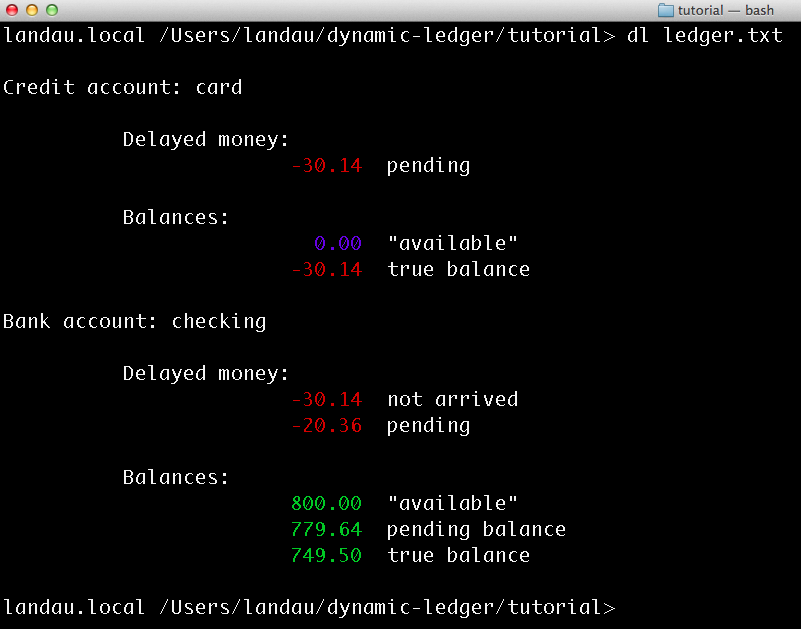 tutorial — bash
landau.local /Users/landau/dynamic-ledger/tutorial> dl ledger.txt
Credit account: card
Delayed money:
-30.14 pending
Balances:
0.00 "available"
-30.14 true balance
Bank account: checking
Delayed money:
-30.14 not arrived
-20.36 pending
Balances:
800.00 "available"
779.64 pending balance
749.50 true balance
landau.local /Users/landau/dynamic-ledger/tutorial>